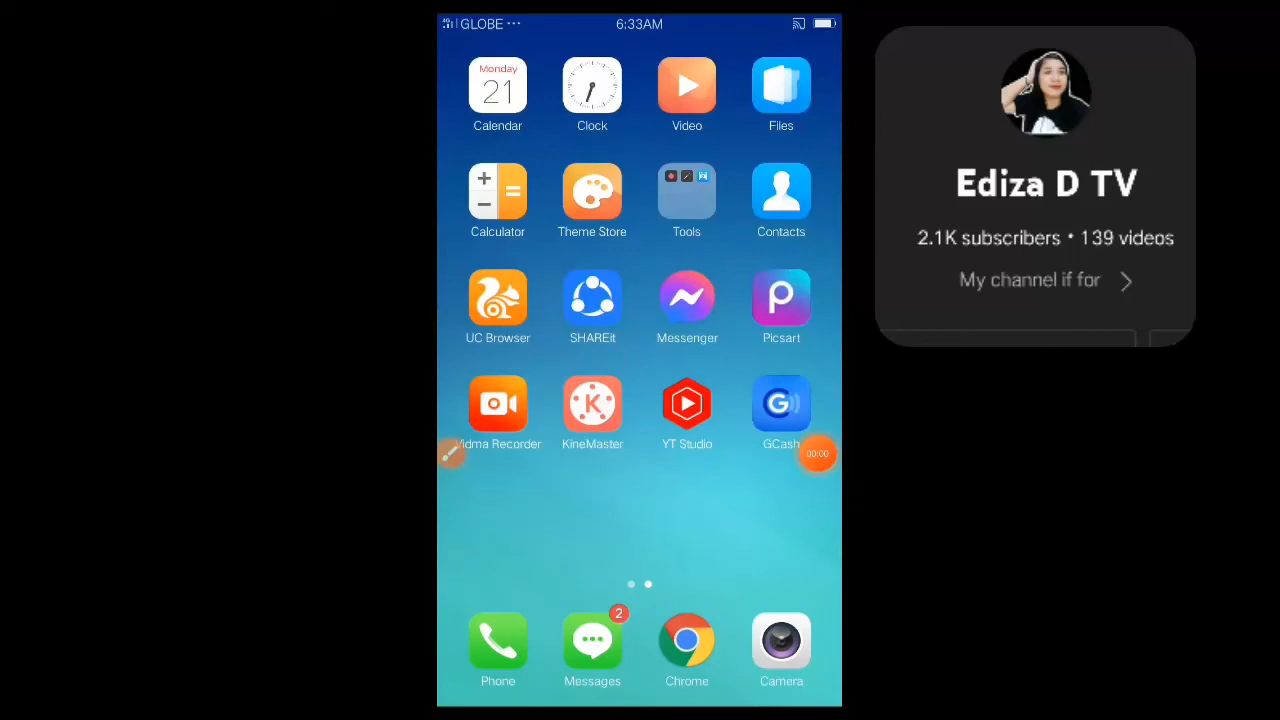 4G GLOBE ...
6:33AM
Monday
21
Calendar
Clock
Video
Files
Calculator
Theme Store
Tools
Contacts
UC Browser
SHAREit
Messenger
Picsart
Vidma Recorder
K
KineMaster
YT Studio
G
GCash
00:00
2
Phone
Messages
Chrome
Camera
Ediza D TV
2.1K subscribers • 139 videos
My channel if for